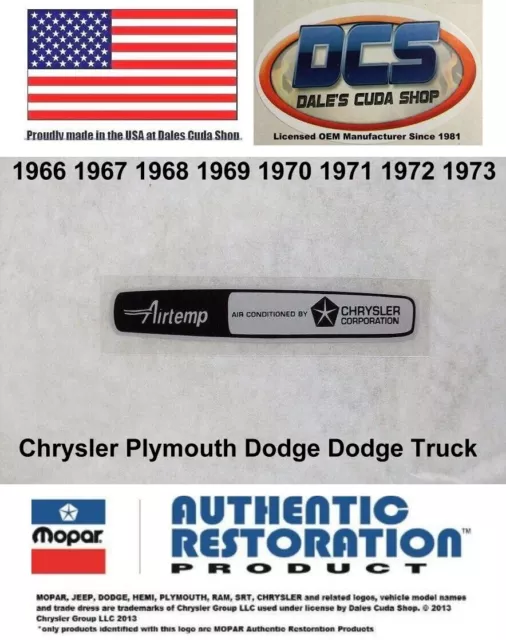 DCS
DALE'S CUDA SHOP
Proudly made in the USA at Dales Cuda Shop.
Licensed OEM Manufacturer Since 1981
1966 1967 1968 1969 1970 1971 1972 1973
Airtemp
AIR CONDITIONED BY
CHRYSLER
CORPORATION
Chrysler Plymouth Dodge Dodge Truck
Mopar
AUTHENTIC
RESTORATION™
PRODUCT
MOPAR, JEEP, DODGE, HEMI, PLYMOUTH, RAM, SRT, CHRYSLER and related logos, vehicle model names
and trade dress are trademarks of Chrysler Group LLC used under license by Dales Cuda Shop. © 2013
Chrysler Group LLC 2013
*only products identified with this logo are MOPAR Authentic Restoration Products